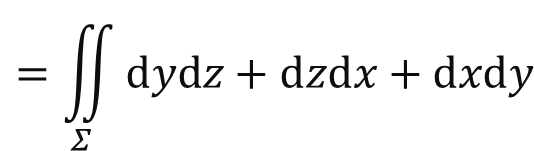 = ∬_Σ dydz + dzdx + dxdy